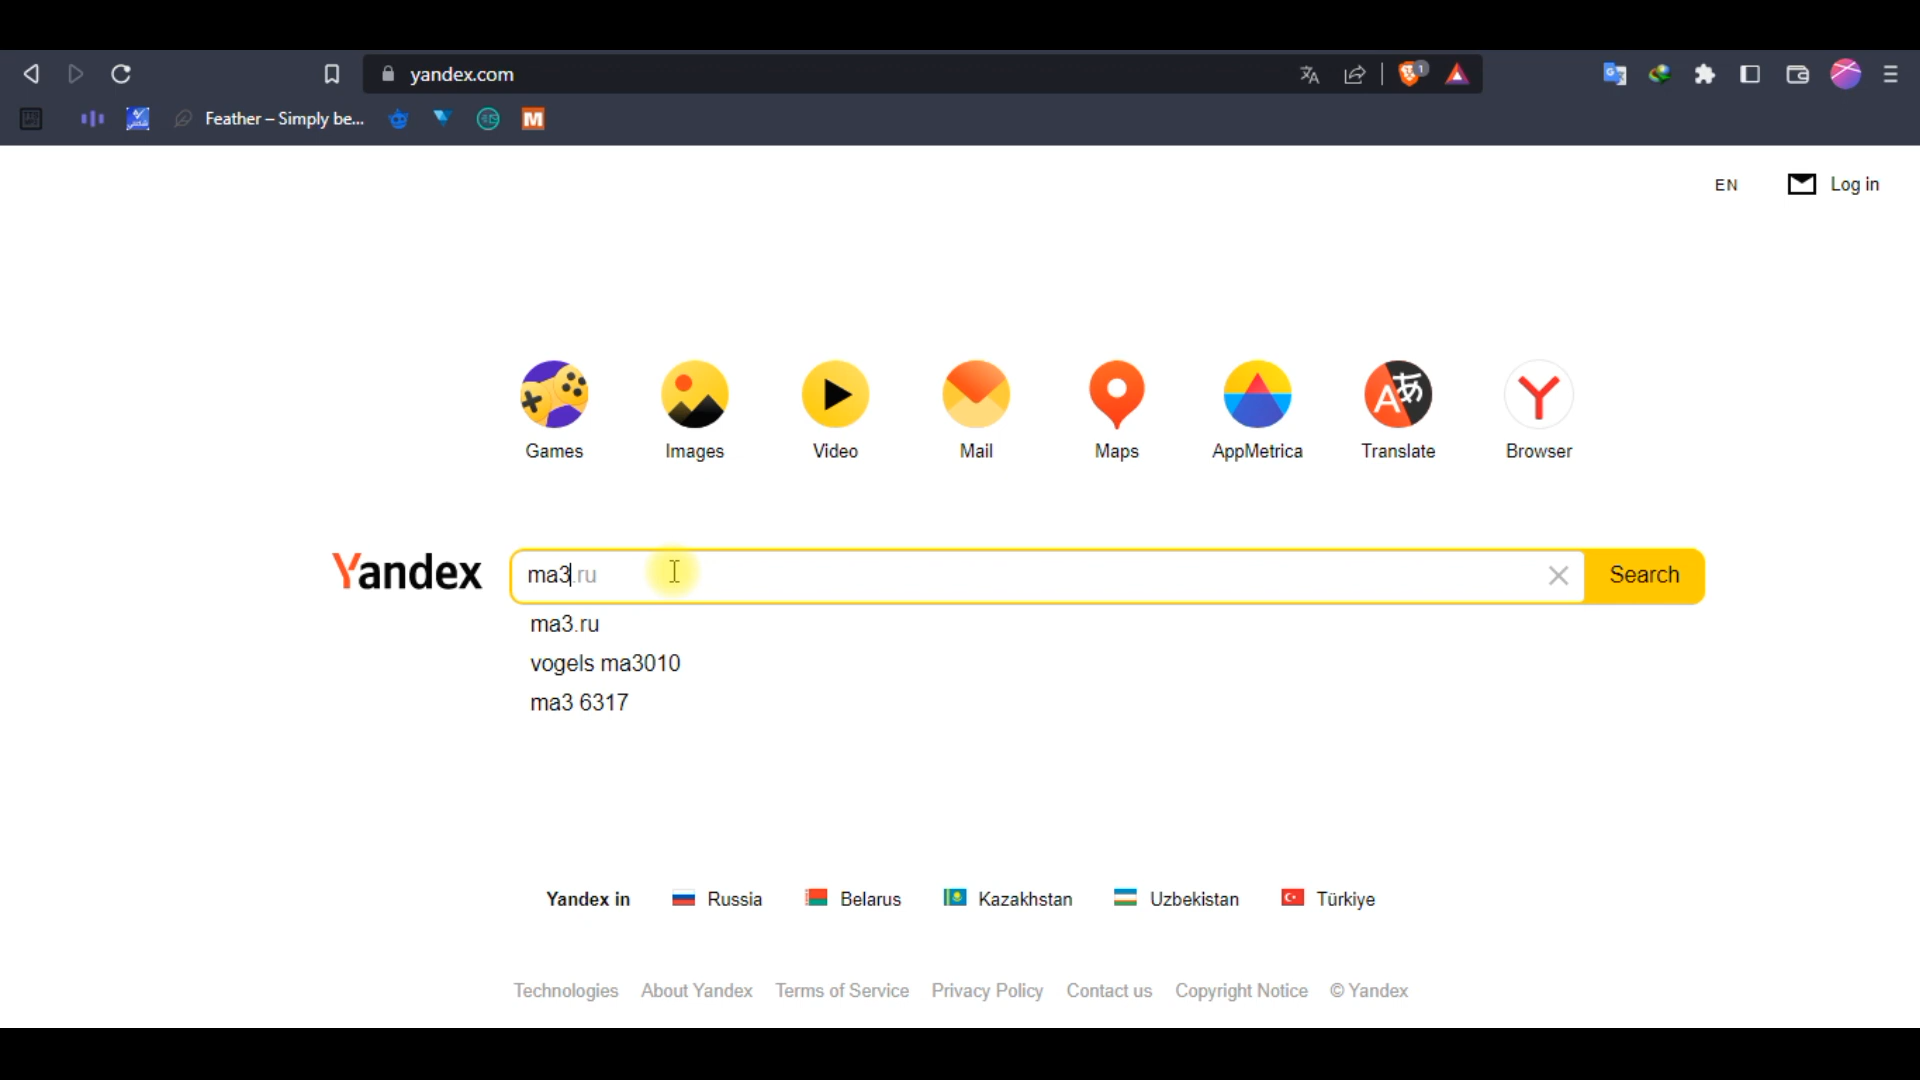 yandex.com
1
Feather – Simply be...
M
EN
Log in
Games
Images
Video
Mail
Maps
AppMetrica
Translate
Browser
Yandex
ma3.ru
Search
ma3.ru
vogels ma3010
ma3 6317
Yandex in
Russia
Belarus
Kazakhstan
Uzbekistan
Türkiye
Technologies
About Yandex
Terms of Service
Privacy Policy
Contact us
Copyright Notice
© Yandex